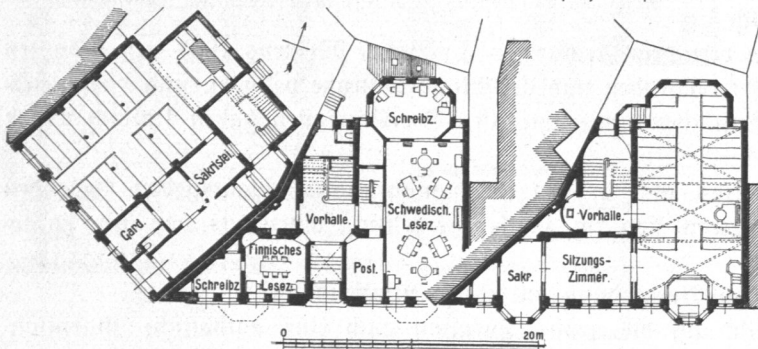 Gard.
Sakristei
Schreibz.
Vorhalle.
Schwedisch.
Lesez.
Finnisches
Lesez.
Schreibz
Post.
Vorhalle.
Sakr.
Sitzungs-
Zimmer.
0
20m.